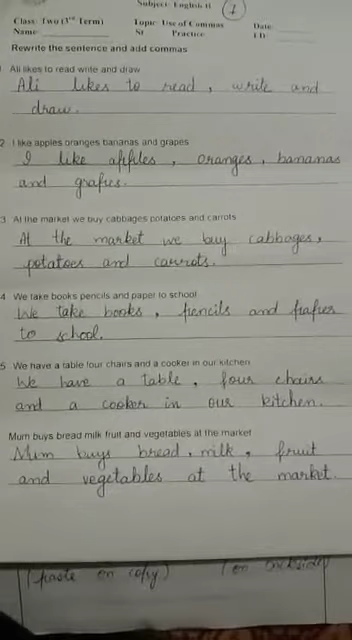 Subject: English II
1
Class: Two (3rd Term) Topic: Use of Commas Date:
Name: Practice I.D:
Rewrite the sentence and add commas
Ali likes to read write and draw
Ali likes to read, write and
draw.
2 I like apples oranges bananas and grapes
I like apples, oranges, bananas
and grapes.
3 At the market we buy cabbages potatoes and carrots
At the market we buy cabbages,
potatoes and carrots.
4 We take books pencils and paper to school
We take books, pencils and paper
to school.
5 We have a table four chairs and a cooker in our kitchen
We have a table, four chairs
and a cooker in our kitchen.
Mum buys bread milk fruit and vegetables at the market
Mum buys bread, milk, fruit
and vegetables at the market.
(paste on copy) (on backside)